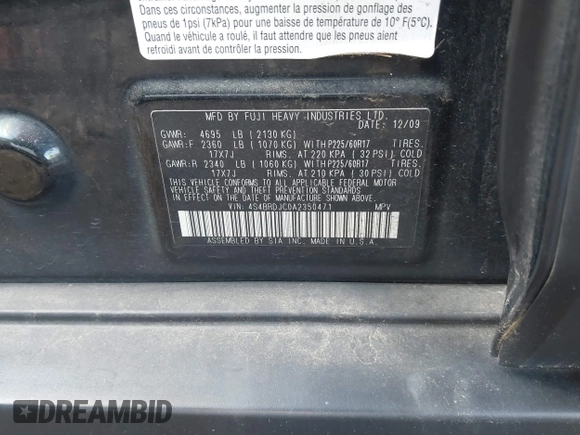 Dans ces circonstances, augmenter la pression de gonflage des
pneus de 1psi (7kPa) pour une baisse de température de 10° F(5°C).
Quand le véhicule a roulé, il faut attendre que les pneus aient
refroidi avant de contrôler la pression.
MFD BY FUJI HEAVY INDUSTRIES LTD.
DATE: 12/09
GVWR: 4695 LB (2130 KG)
GAWR:F 2360 LB (1070 KG) WITH P225/60R17 TIRES.
17X7J RIMS. AT 220 KPA (32 PSI) COLD
GAWR:R 2340 LB (1060 KG) WITH P225/60R17 TIRES.
17X7J RIMS. AT 210 KPA (30 PSI) COLD
THIS VEHICLE CONFORMS TO ALL APPLICABLE FEDERAL MOTOR
VEHICLE SAFETY, BUMPER, AND THEFT PREVENTION STANDARDS
IN EFFECT ON THE DATE OF MANUFACTURE SHOWN ABOVE.
VIN: 4S4BRDJC0A2350471 MPV
ASSEMBLED BY SIA INC. MADE IN U.S.A.
DREAMBID